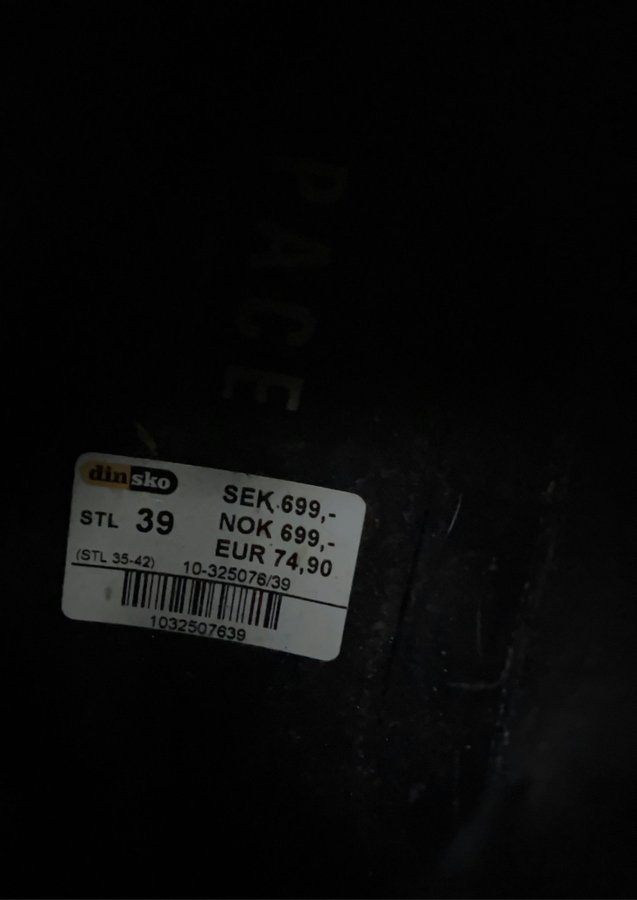 PACE
dinsko
STL 39
(STL 35-42)
SEK 699,-
NOK 699,-
EUR 74,90
10-325076/39
1032507639